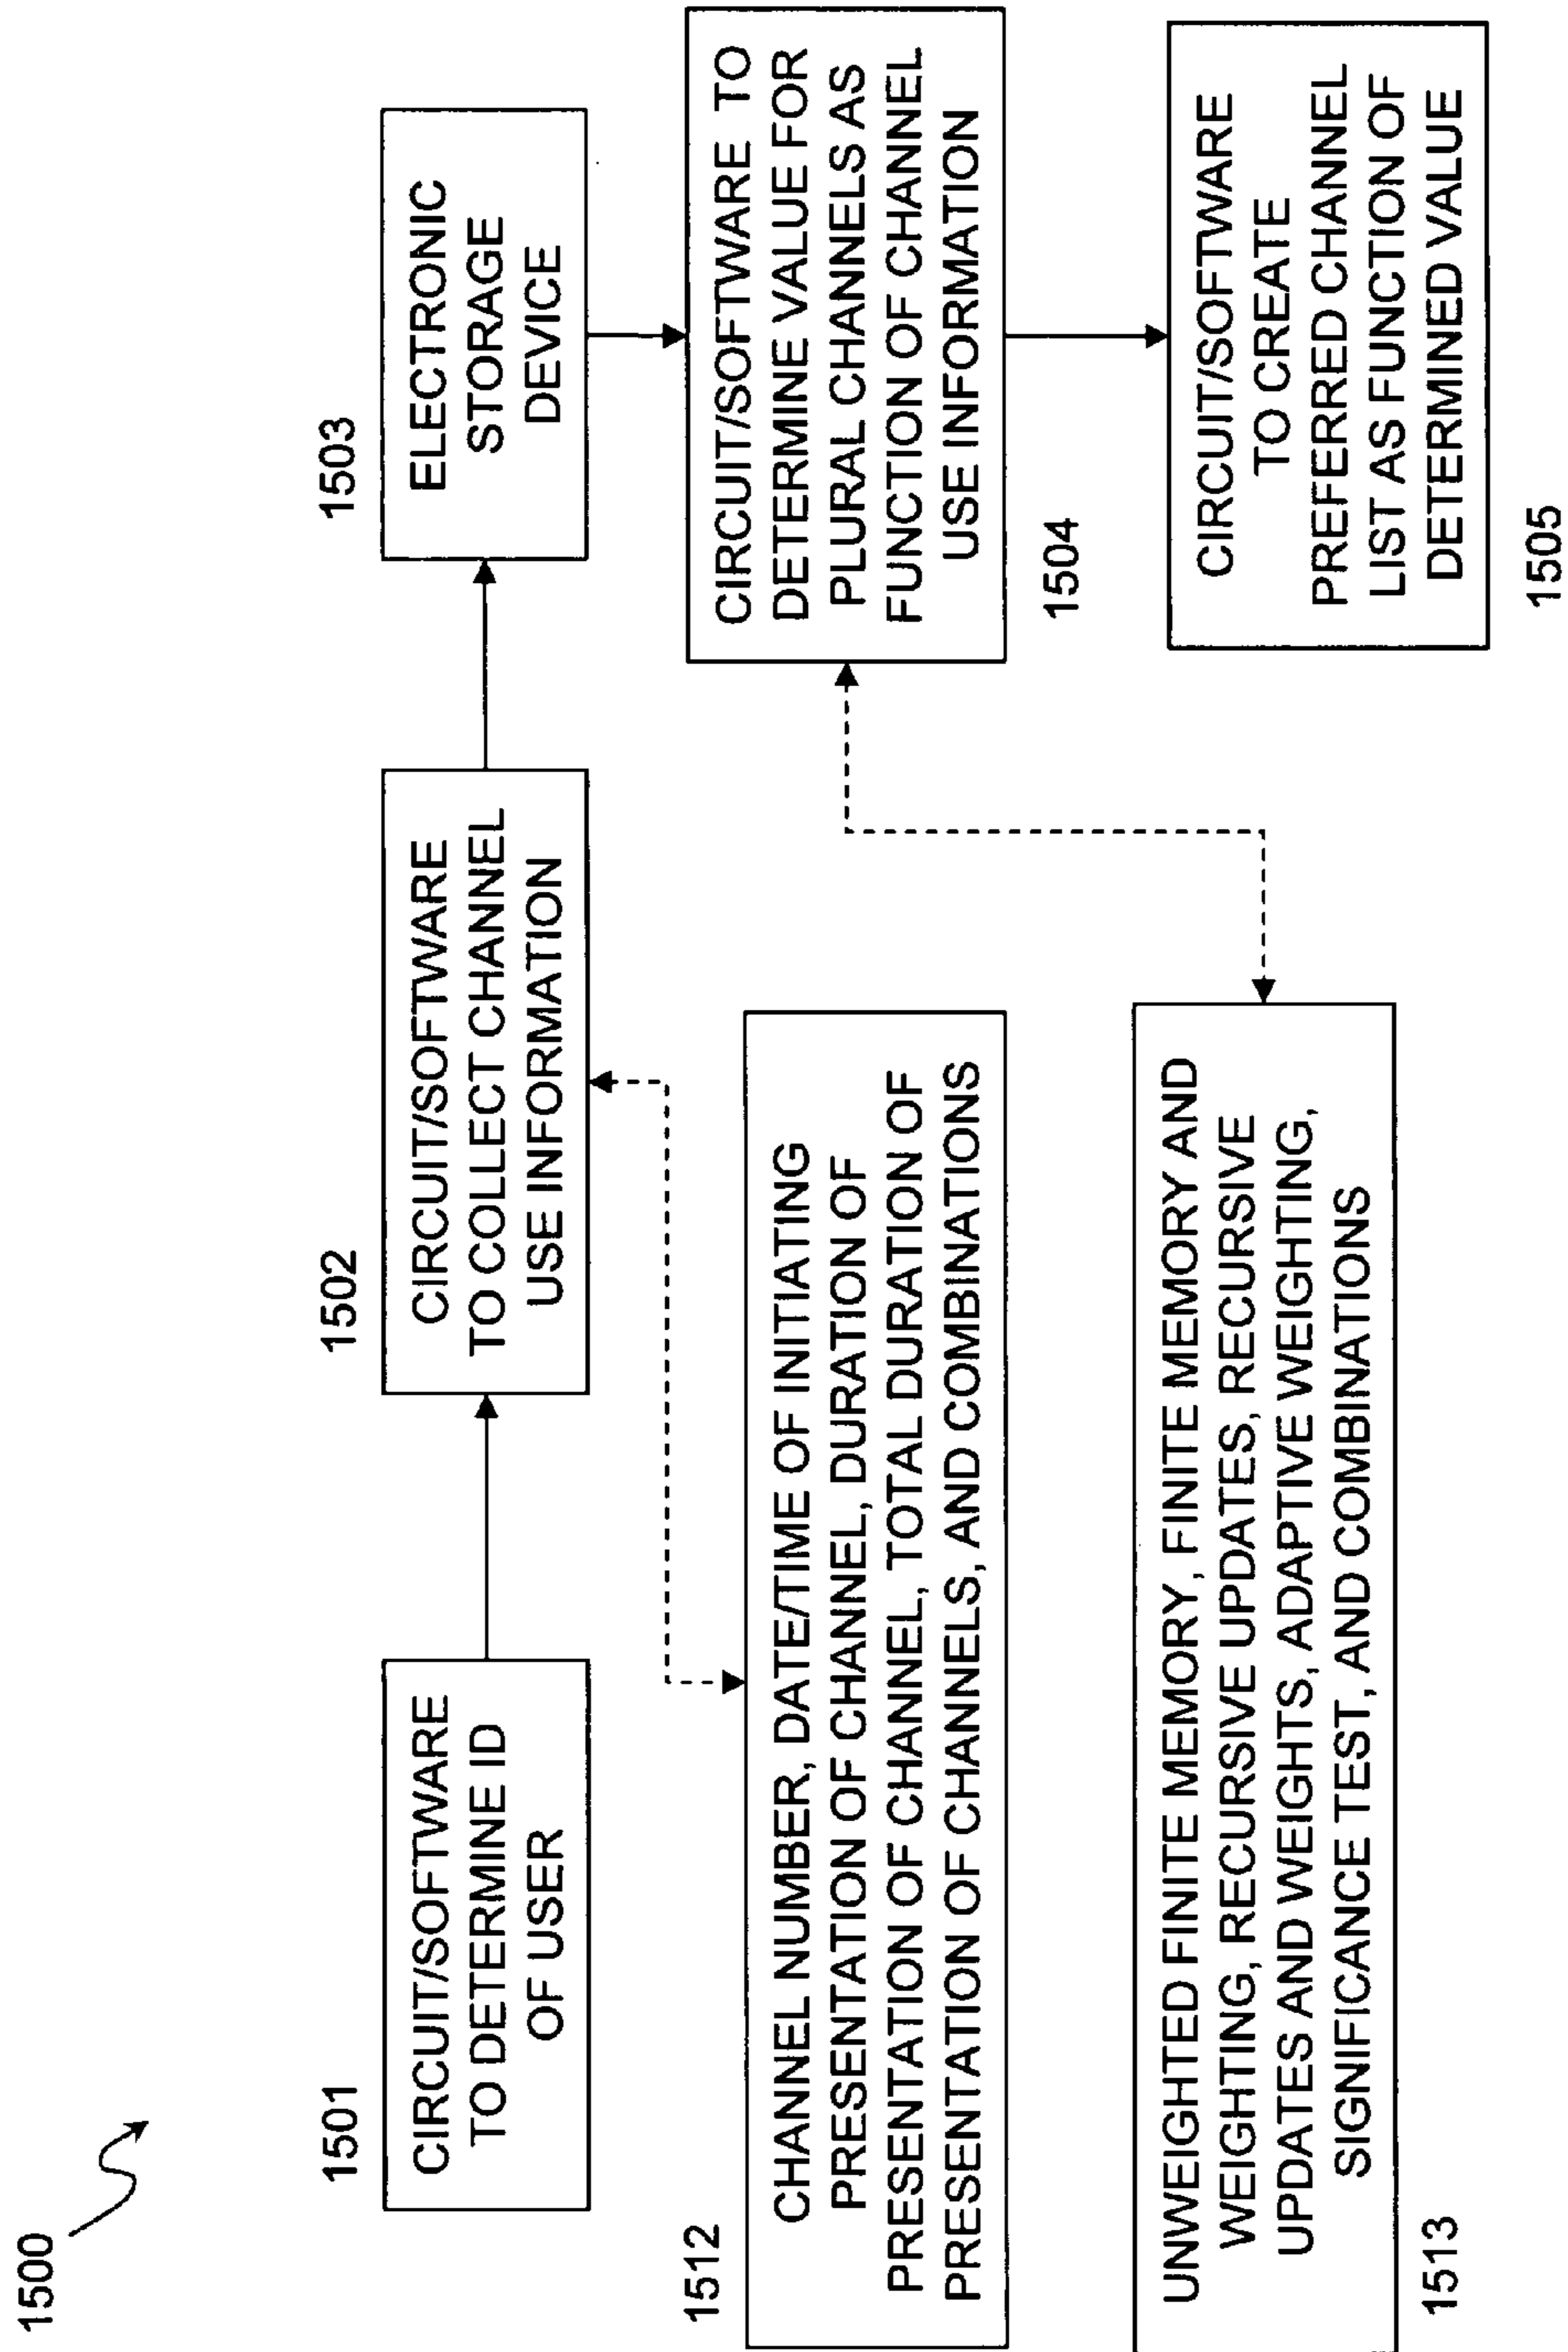 1500
1501
CIRCUIT/SOFTWARE
TO DETERMINE ID
OF USER
1502
CIRCUIT/SOFTWARE
TO COLLECT CHANNEL
USE INFORMATION
1503
ELECTRONIC
STORAGE
DEVICE
1512
CHANNEL NUMBER, DATE/TIME OF INITIATING
PRESENTATION OF CHANNEL, DURATION OF
PRESENTATION OF CHANNEL, TOTAL DURATION OF
PRESENTATION OF CHANNELS, AND COMBINATIONS
CIRCUIT/SOFTWARE TO
DETERMINE VALUE FOR
PLURAL CHANNELS AS
FUNCTION OF CHANNEL
USE INFORMATION
1504
UNWEIGHTED FINITE MEMORY, FINITE MEMORY AND
WEIGHTING, RECURSIVE UPDATES, RECURSIVE
UPDATES AND WEIGHTS, ADAPTIVE WEIGHTING,
SIGNIFICANCE TEST, AND COMBINATIONS
1513
CIRCUIT/SOFTWARE
TO CREATE
PREFERRED CHANNEL
LIST AS FUNCTION OF
DETERMINED VALUE
1505